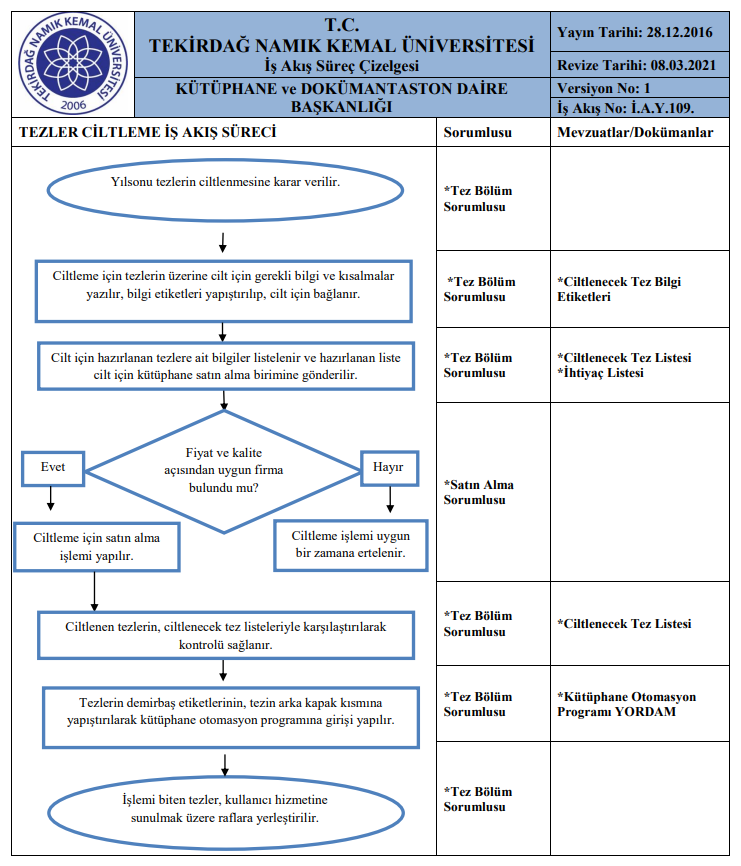 TEKİRDAĞ NAMIK KEMAL ÜNİVERSİTESİ
2006
T.C.
TEKİRDAĞ NAMIK KEMAL ÜNİVERSİTESİ
İş Akış Süreç Çizelgesi
KÜTÜPHANE ve DOKÜMANTASTON DAİRE
BAŞKANLIĞI
Yayın Tarihi: 28.12.2016
Revize Tarihi: 08.03.2021
Versiyon No: 1
İş Akış No: İ.A.Y.109.
TEZLER CİLTLEME İŞ AKIŞ SÜRECİ
Sorumlusu
Mevzuatlar/Dokümanlar
Yılsonu tezlerin ciltlenmesine karar verilir.
*Tez Bölüm
Sorumlusu
Ciltleme için tezlerin üzerine cilt için gerekli bilgi ve kısalmalar
yazılır, bilgi etiketleri yapıştırılıp, cilt için bağlanır.
*Tez Bölüm
Sorumlusu
*Ciltlenecek Tez Bilgi
Etiketleri
Cilt için hazırlanan tezlere ait bilgiler listelenir ve hazırlanan liste
cilt için kütüphane satın alma birimine gönderilir.
*Tez Bölüm
Sorumlusu
*Ciltlenecek Tez Listesi
*İhtiyaç Listesi
Fiyat ve kalite
açısından uygun firma
bulundu mu?
Evet
Hayır
*Satın Alma
Sorumlusu
Ciltleme için satın alma
işlemi yapılır.
Ciltleme işlemi uygun
bir zamana ertelenir.
Ciltlenen tezlerin, ciltlenecek tez listeleriyle karşılaştırılarak
kontrolü sağlanır.
*Tez Bölüm
Sorumlusu
*Ciltlenecek Tez Listesi
Tezlerin demirbaş etiketlerinin, tezin arka kapak kısmına
yapıştırılarak kütüphane otomasyon programına girişi yapılır.
*Tez Bölüm
Sorumlusu
*Kütüphane Otomasyon
Programı YORDAM
İşlemi biten tezler, kullanıcı hizmetine
sunulmak üzere raflara yerleştirilir.
*Tez Bölüm
Sorumlusu